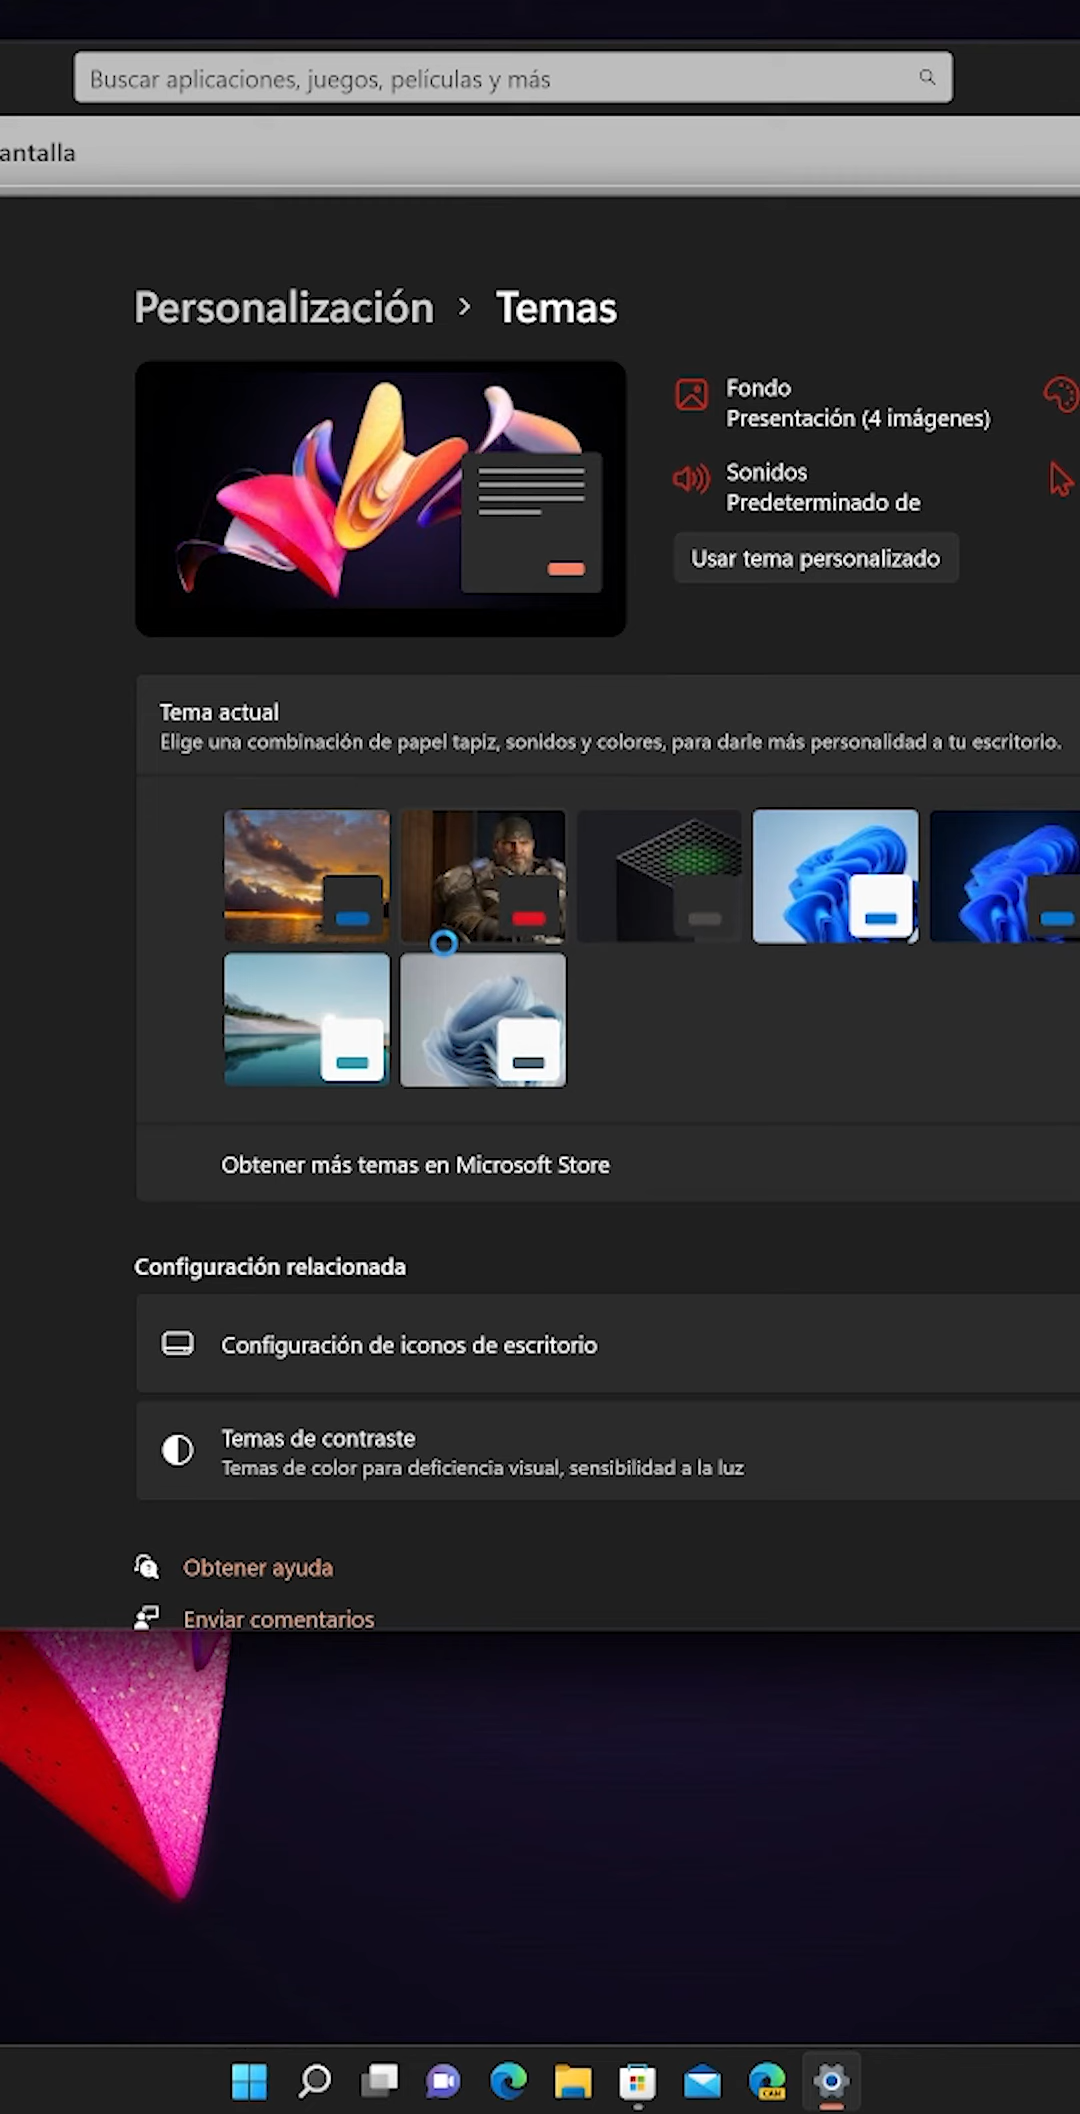 Buscar aplicaciones, juegos, películas y más
antalla
Personalización > Temas
Fondo
Presentación (4 imágenes)
Sonidos
Predeterminado de
Usar tema personalizado
Tema actual
Elige una combinación de papel tapiz, sonidos y colores, para darle más personalidad a tu escritorio.
Obtener más temas en Microsoft Store
Configuración relacionada
Configuración de iconos de escritorio
Temas de contraste
Temas de color para deficiencia visual, sensibilidad a la luz
Obtener ayuda
Enviar comentarios
CAN